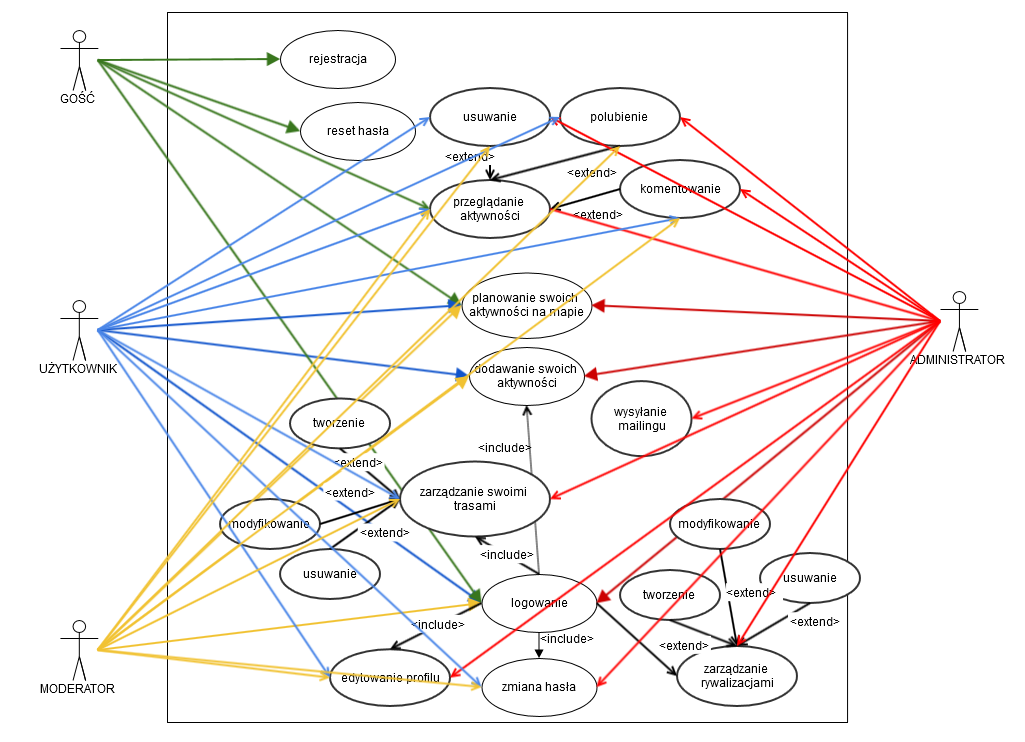 GOŚĆ
rejestracja
reset hasła
usuwanie
polubienie
<extend>
<extend>
przeglądanie
aktywności
komentowanie
<extend>
planowanie swoich
aktywności na mapie
UŻYTKOWNIK
ADMINISTRATOR
dodawanie swoich
aktywności
wysyłanie
mailingu
tworzenie
<extend>
<include>
<extend>
zarządzanie swoimi
trasami
modyfikowanie
<extend>
modyfikowanie
<include>
usuwanie
usuwanie
tworzenie
<extend>
logowanie
<include>
<include>
<extend>
<extend>
MODERATOR
edytowanie profilu
zmiana hasła
zarządzanie
rywalizacjami